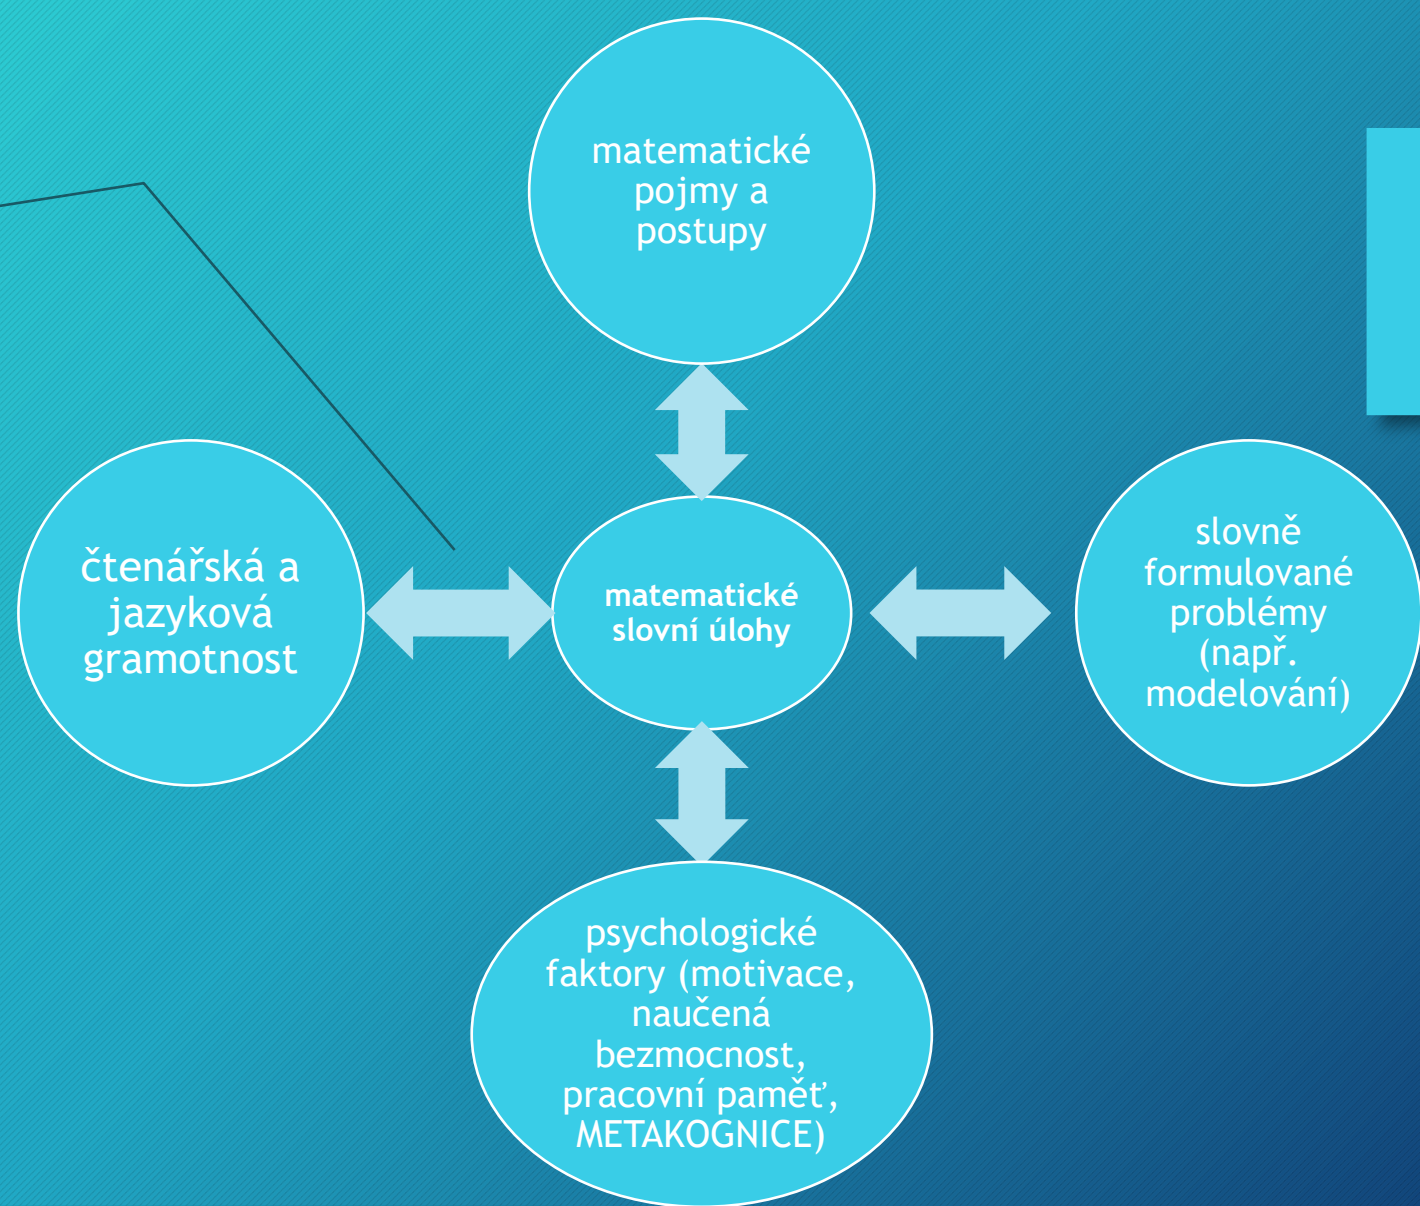 matematické
pojmy a
postupy
čtenářská a
jazyková
gramotnost
matematické
slovní úlohy
slovně
formulované
problémy
(např.
modelování)
psychologické
faktory (motivace,
naučená
bezmocnost,
pracovní paměť,
METAKOGNICE)